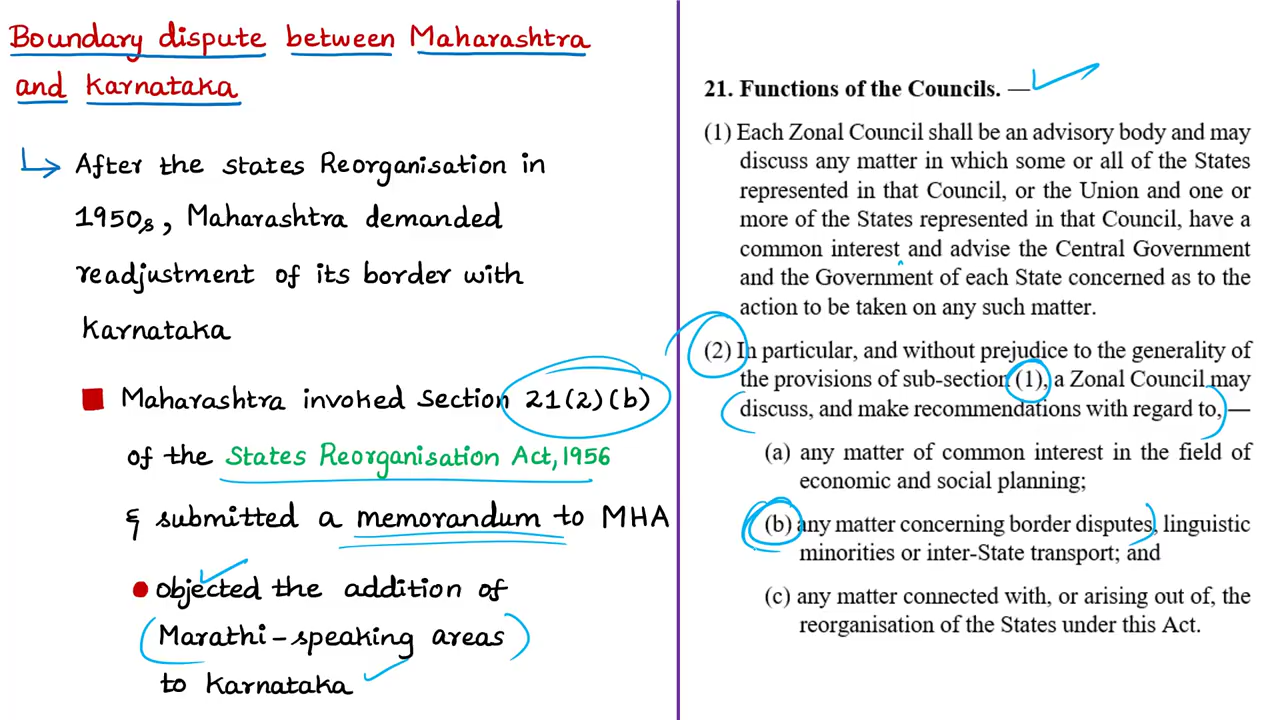 Boundary dispute between Maharashtra
and Karnataka
After the states Reorganisation in
1950s, Maharashtra demanded
readjustment of its border with
Karnataka
Maharashtra invoked Section 21(2)(b)
of the States Reorganisation Act, 1956
& submitted a memorandum to MHA
objected the addition of
Marathi-speaking areas
to Karnataka
21. Functions of the Councils. —
(1) Each Zonal Council shall be an advisory body and may
discuss any matter in which some or all of the States
represented in that Council, or the Union and one or
more of the States represented in that Council, have a
common interest and advise the Central Government
and the Government of each State concerned as to the
action to be taken on any such matter.
(2) In particular, and without prejudice to the generality of
the provisions of sub-section (1), a Zonal Council may
discuss, and make recommendations with regard to, —
(a) any matter of common interest in the field of
economic and social planning;
(b) any matter concerning border disputes, linguistic
minorities or inter-State transport; and
(c) any matter connected with, or arising out of, the
reorganisation of the States under this Act.